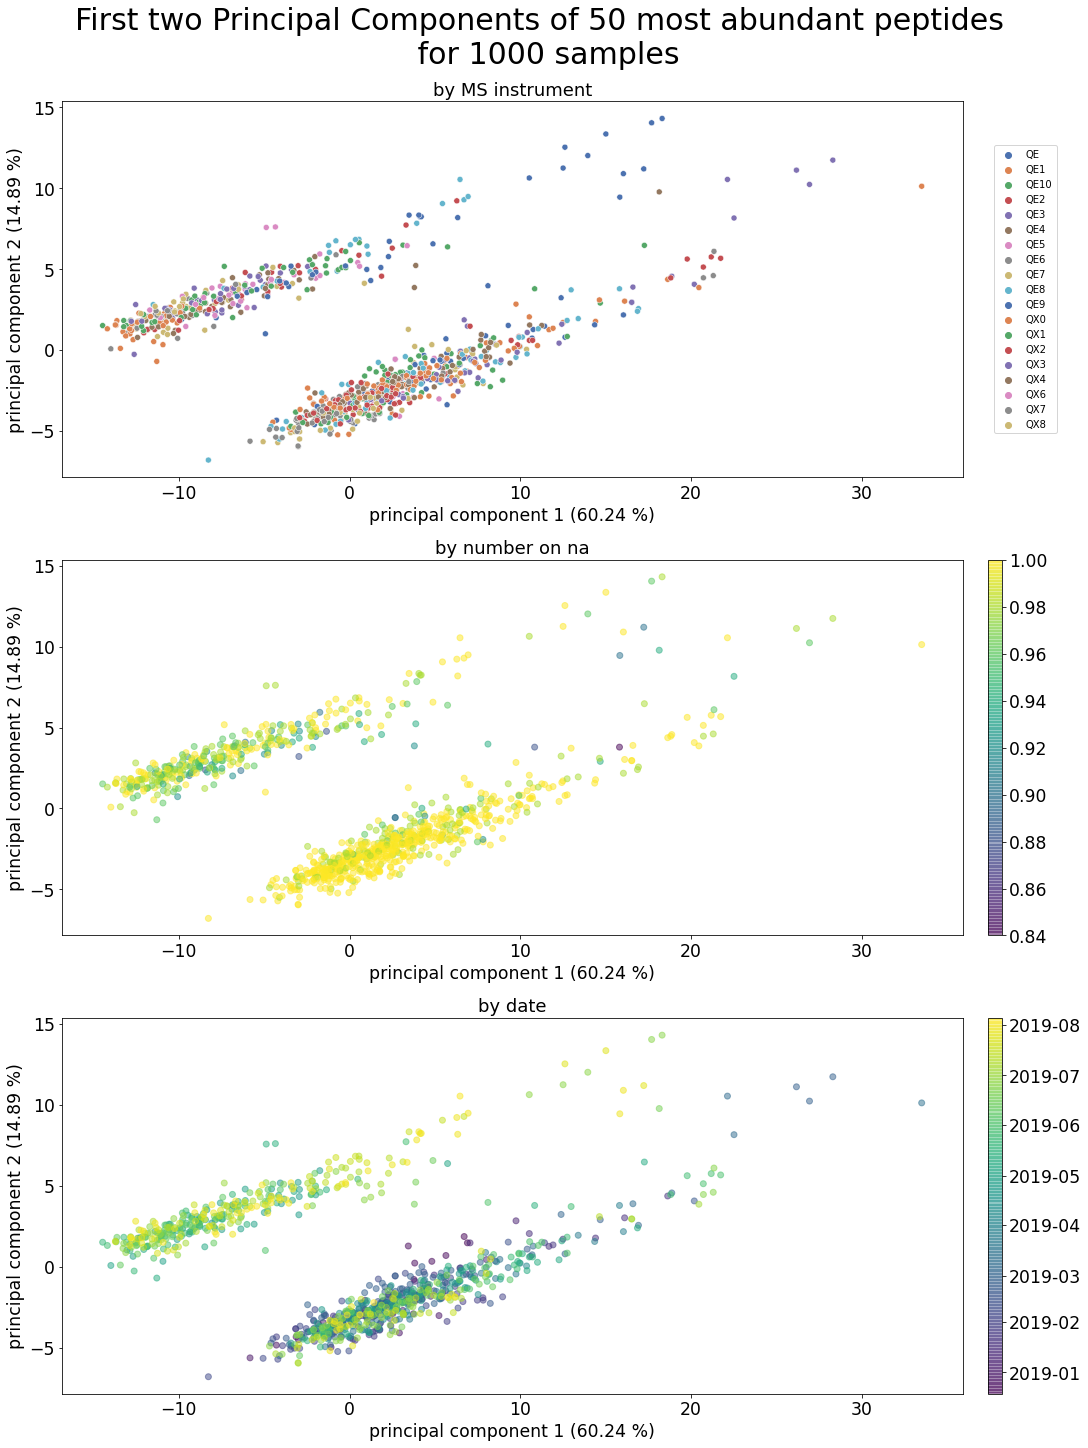 First two Principal Components of 50 most abundant peptides
for 1000 samples
by MS instrument
principal component 2 (14.89 %)
15
10
5
0
−5
−10
0
10
20
30
principal component 1 (60.24 %)
QE
QE1
QE10
QE2
QE3
QE4
QE5
QE6
QE7
QE8
QE9
QX0
QX1
QX2
QX3
QX4
QX6
QX7
QX8
by number on na
principal component 2 (14.89 %)
15
10
5
0
−5
−10
0
10
20
30
principal component 1 (60.24 %)
1.00
0.98
0.96
0.94
0.92
0.90
0.88
0.86
0.84
by date
principal component 2 (14.89 %)
15
10
5
0
−5
−10
0
10
20
30
principal component 1 (60.24 %)
2019-08
2019-07
2019-06
2019-05
2019-04
2019-03
2019-02
2019-01